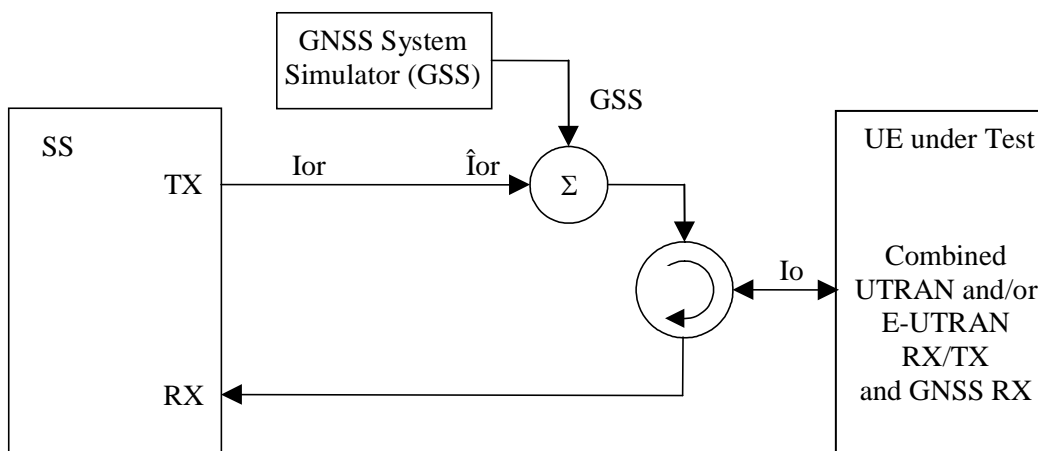 GNSS System
Simulator (GSS)
GSS
SS
UE under Test
TX
Ior
Îor
Σ
Io
Combined
UTRAN and/or
E-UTRAN
RX/TX
and GNSS RX
RX